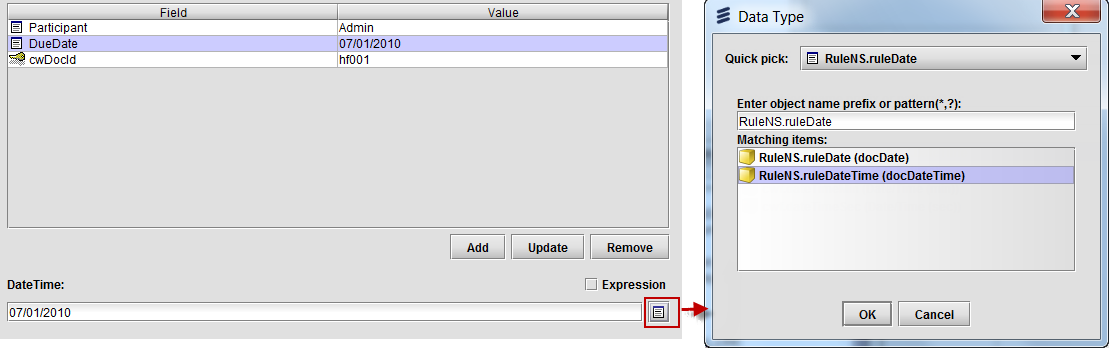 Field Value
Participant Admin
DueDate 07/01/2010
cwDocId hf001
Add Update Remove
DateTime: Expression
07/01/2010
Data Type
Quick pick: RuleNS.ruleDate
Enter object name prefix or pattern(*,?):
RuleNS.ruleDate
Matching items:
RuleNS.ruleDate (docDate)
RuleNS.ruleDateTime (docDateTime)
OK Cancel